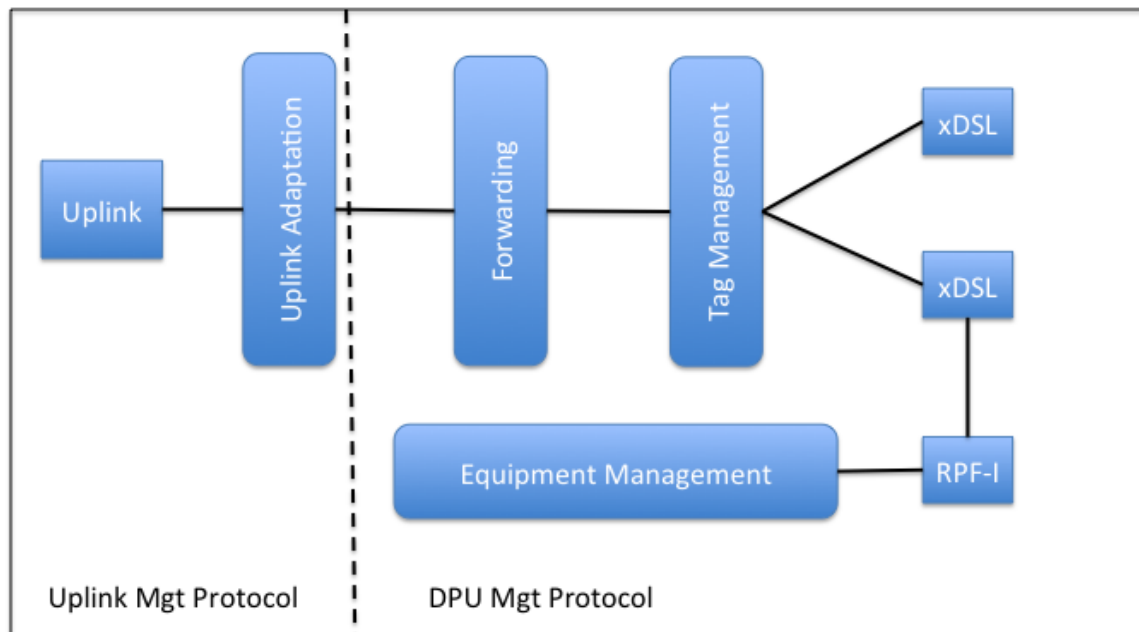 Uplink
Uplink Adaptation
Forwarding
Tag Management
xDSL
xDSL
Equipment Management
RPF-I
Uplink Mgt Protocol
DPU Mgt Protocol